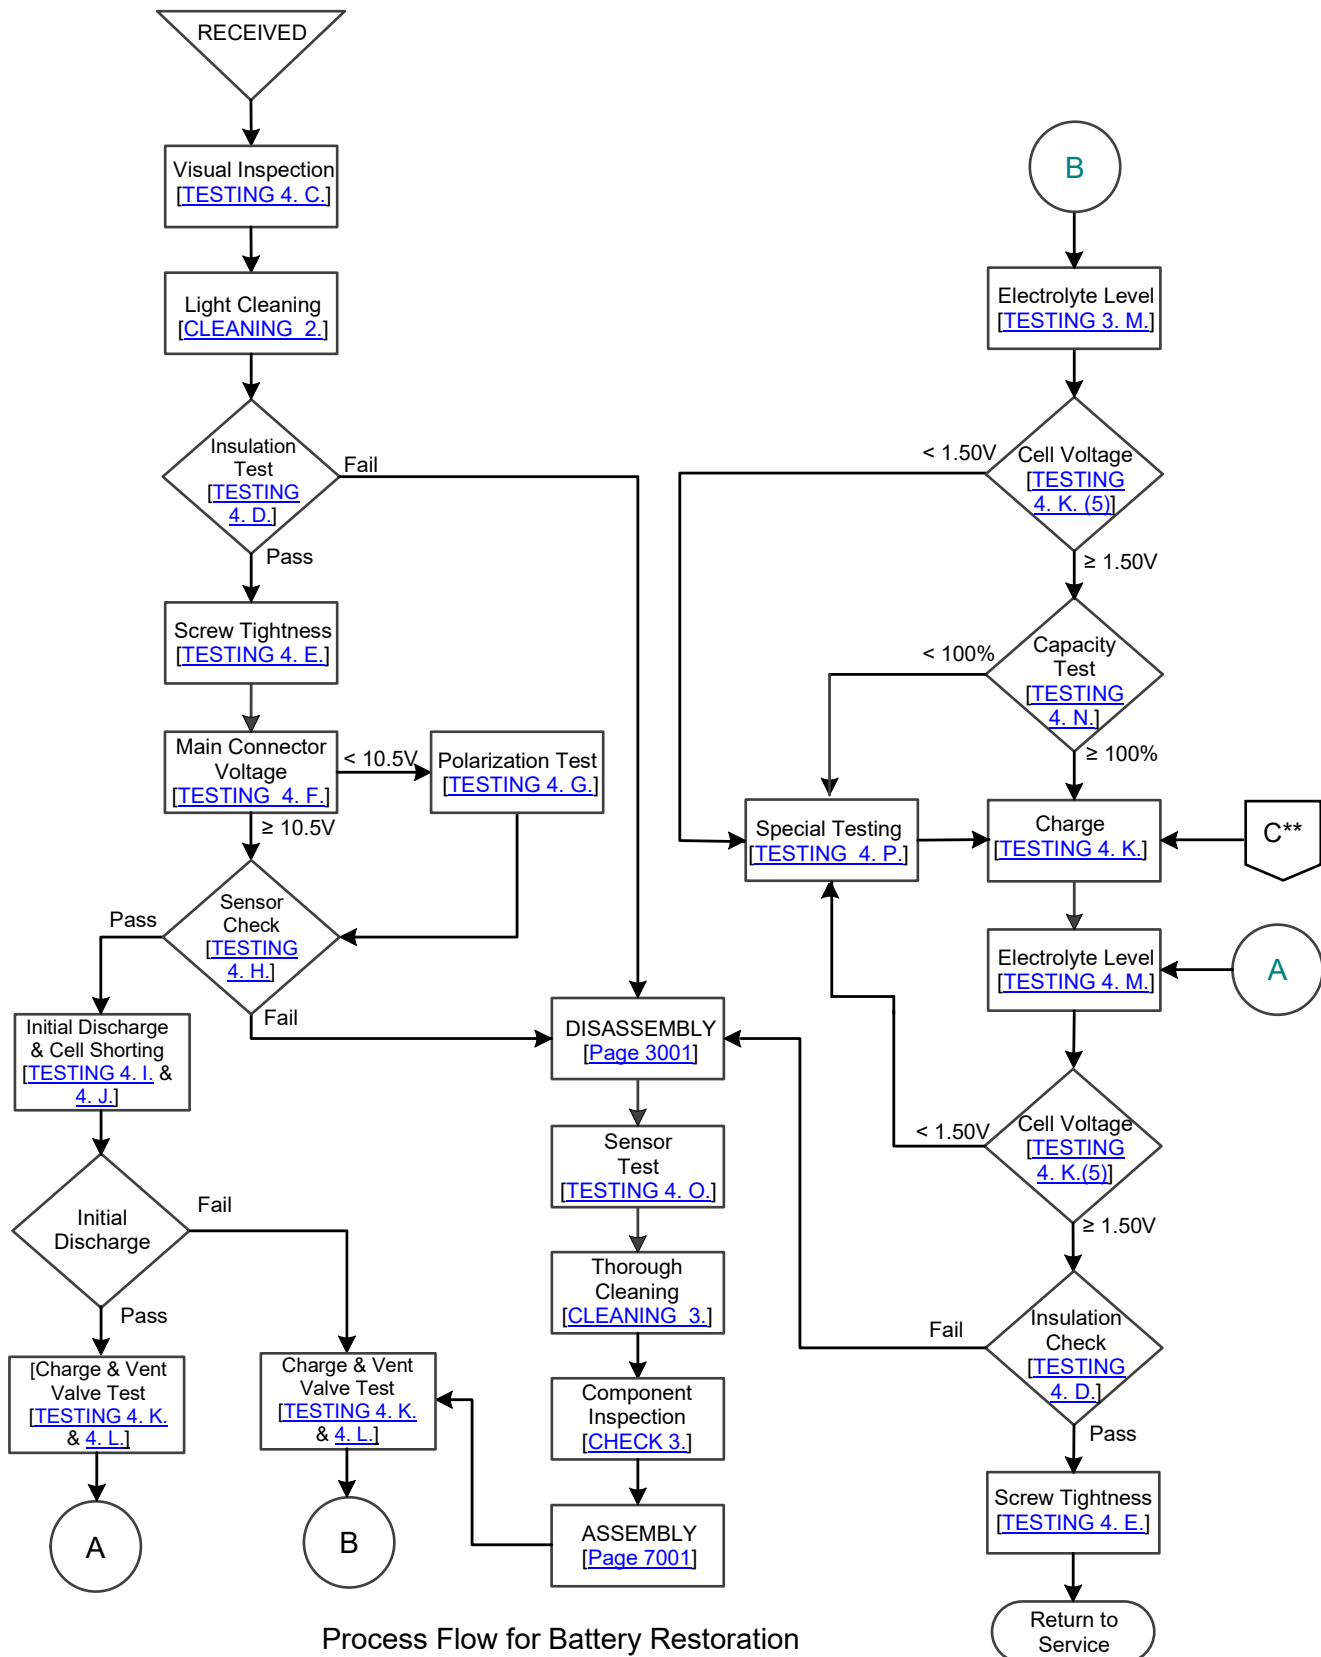 RECEIVED
Visual Inspection
[TESTING 4. C.]
Light Cleaning
[CLEANING  2.]
Insulation
Test
[TESTING
4. D.]
Fail
Pass
Screw Tightness
[TESTING 4. E.]
Main Connector
Voltage
[TESTING  4. F.]
< 10.5V
Polarization Test
[TESTING 4. G.]
≥ 10.5V
Sensor
Check
[TESTING
4. H.]
Pass
Fail
Initial Discharge
& Cell Shorting
[TESTING 4. I. &
4. J.]
Initial
Discharge
Fail
Pass
[Charge & Vent
Valve Test
[TESTING 4. K.
& 4. L.]
A
Charge & Vent
Valve Test
[TESTING 4. K.
& 4. L.]
B
DISASSEMBLY
[Page 3001]
Sensor
Test
[TESTING 4. O.]
Thorough
Cleaning
[CLEANING  3.]
Component
Inspection
[CHECK 3.]
ASSEMBLY
[Page 7001]
B
Electrolyte Level
[TESTING 3. M.]
Cell Voltage
[TESTING
4. K. (5)]
< 1.50V
≥ 1.50V
Capacity
Test
[TESTING
4. N.]
< 100%
≥ 100%
Special Testing
[TESTING  4. P.]
Charge
[TESTING 4. K.]
C**
Electrolyte Level
[TESTING 4. M.]
A
Cell Voltage
[TESTING
4. K.(5)]
< 1.50V
≥ 1.50V
Insulation
Check
[TESTING
4. D.]
Fail
Pass
Screw Tightness
[TESTING 4. E.]
Return to
Service
Process Flow for Battery Restoration